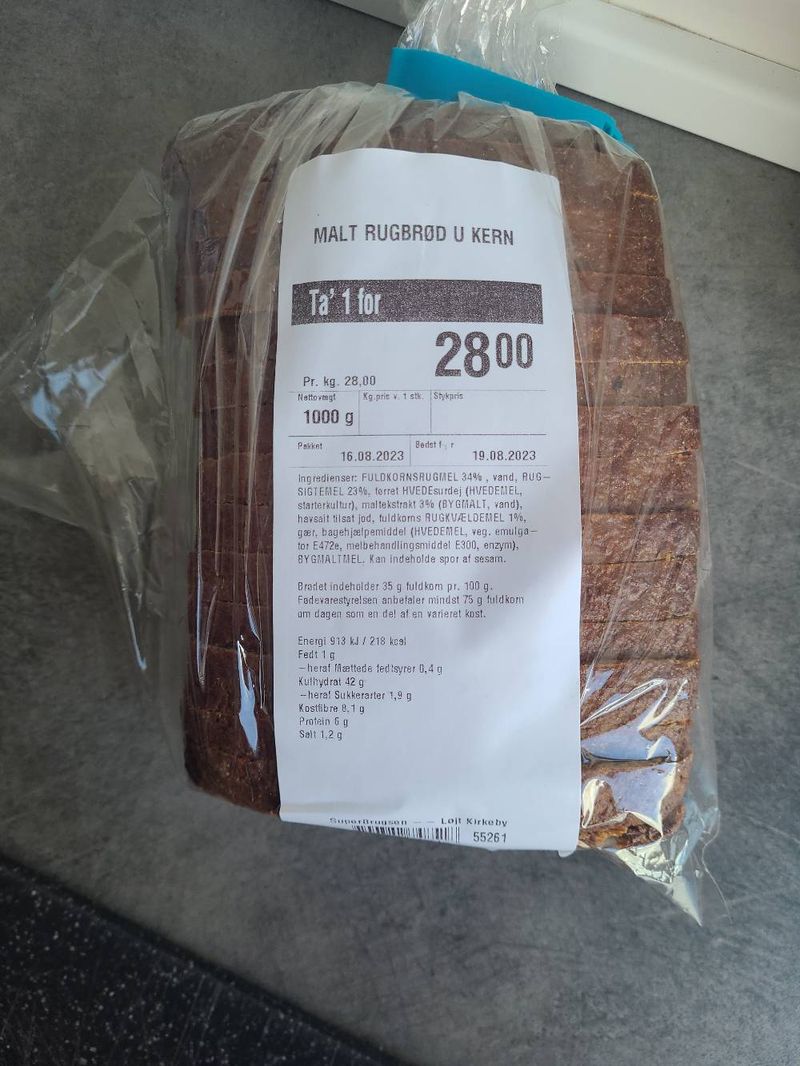 MALT RUGBRØD U KERN
Ta' 1 for
2800
Pr. kg. 28,00
Nettovægt Kg.pris v. 1 stk. Stykpris
1000 g
Pakket Bedst f r
16.08.2023 19.08.2023
Ingredienser: FULDKORNSRUGMEL 34% , vand, RUG-
SIGTEMEL 23%, tørret HVEDEsurdej (HVEDEMEL,
starterkultur), maltekstrakt 3% (BYGMALT, vand),
havsalt tilsat jod, fuldkorns RUGKVÆLDEMEL 1%,
gær, bagehjælpemiddel (HVEDEMEL, veg. emulga-
tor E472e, melbehandlingsmiddel E300, enzym),
BYGMALTMEL. Kan indeholde spor af sesam.
Brødet indeholder 35 g fuldkorn pr. 100 g.
Fødevarestyrelsen anbefaler mindst 75 g fuldkorn
om dagen som en del af en varieret kost.
Energi 913 kJ / 218 kcal
Fedt 1 g
-heraf Mættede fedtsyrer 0,4 g
Kulhydrat 42 g
-heraf Sukkerarter 1,9 g
Kostfibre 8,1 g
Protein 6 g
Salt 1,2 g
SuperBrugsen - - Løjt Kirkeby
55261